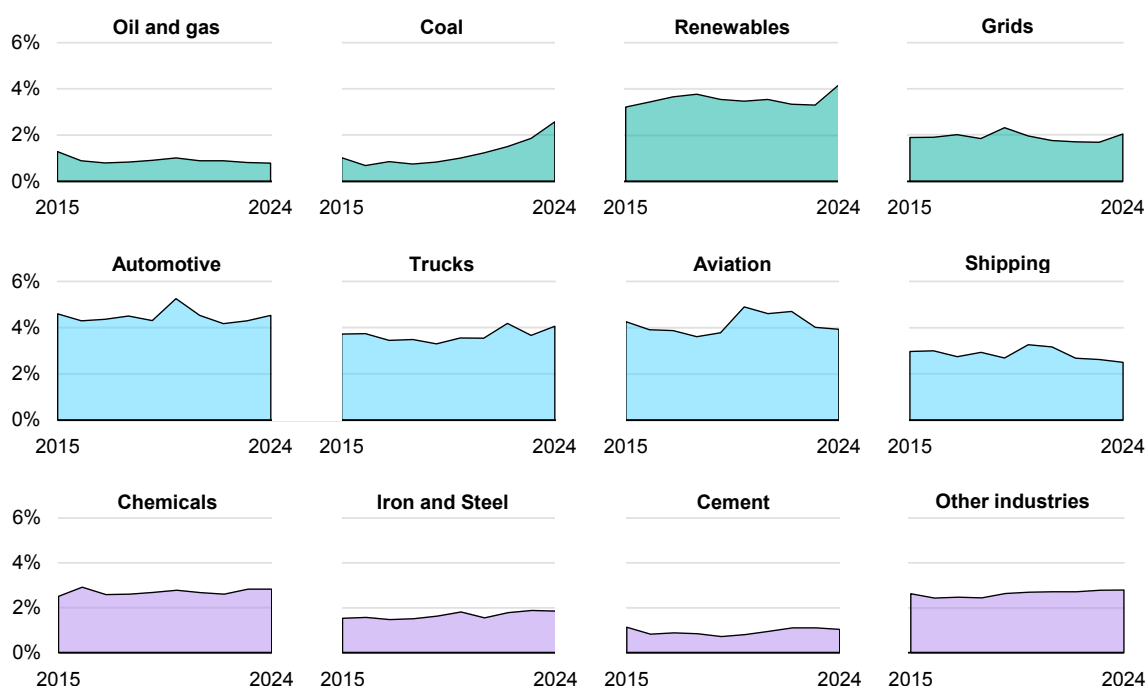 Oil and gas Coal Renewables Grids
6%
4%
2%
0%
2015 2024 2015 2024 2015 2024 2015 2024
Automotive Trucks Aviation Shipping
6%
4%
2%
0%
2015 2024 2015 2024 2015 2024 2015 2024
Chemicals Iron and Steel Cement Other industries
6%
4%
2%
0%
2015 2024 2015 2024 2015 2024 2015 2024